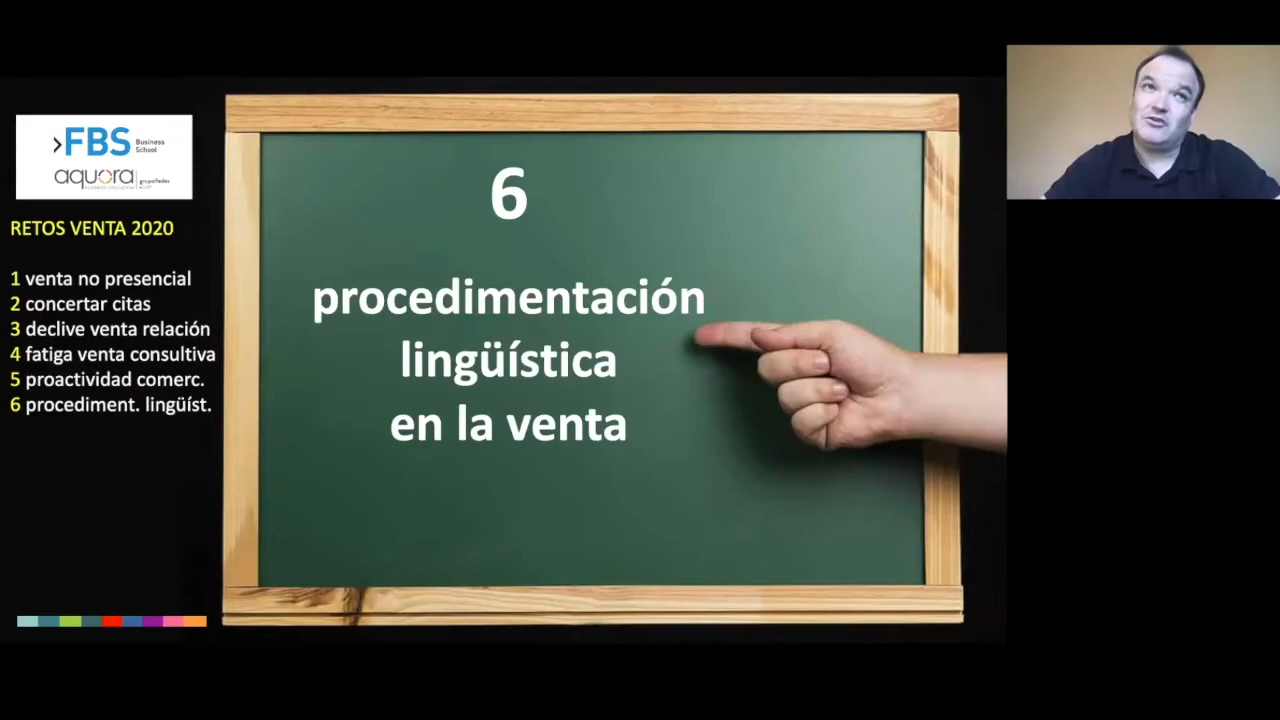 FBS Business School
aquora
RETOS VENTA 2020
1 venta no presencial
2 concertar citas
3 declive venta relación
4 fatiga venta consultiva
5 proactividad comerc.
6 procediment. lingüíst.
6
procedimentación
lingüística
en la venta